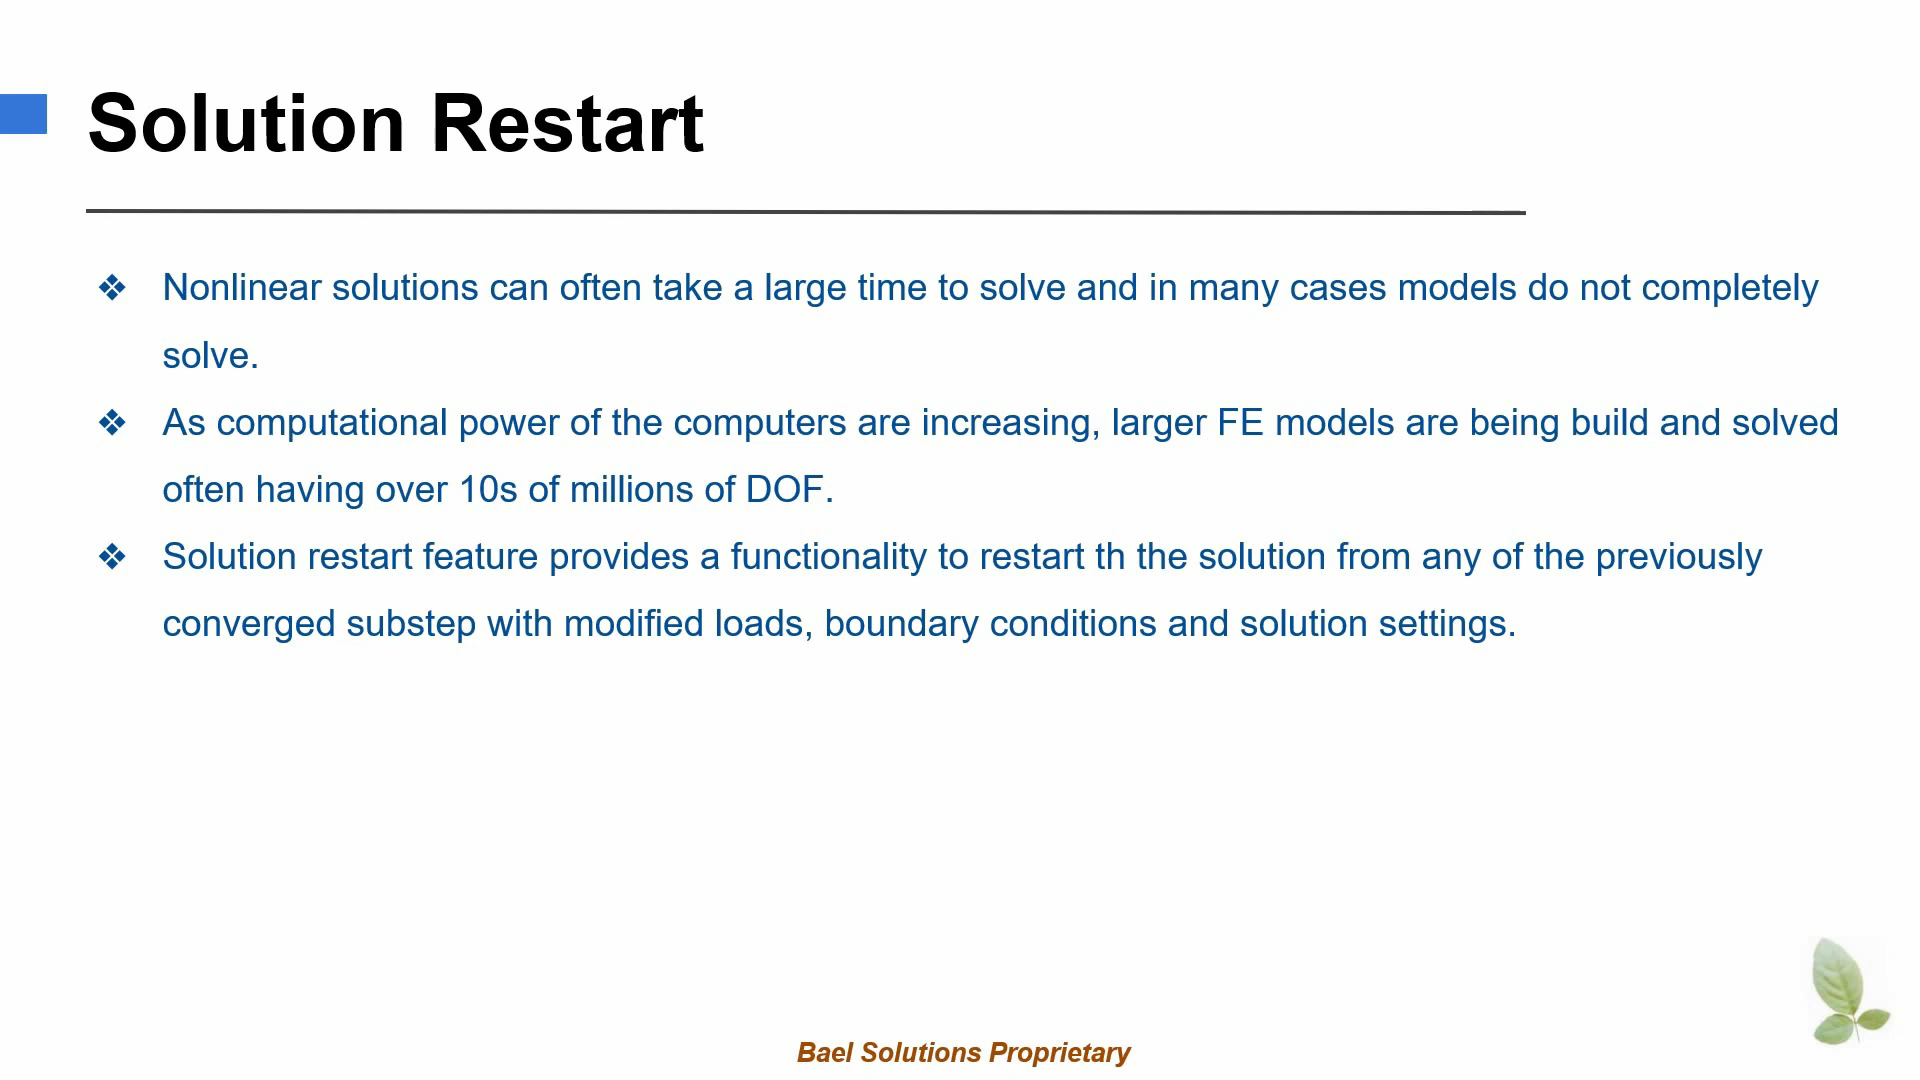 Solution Restart
❖ Nonlinear solutions can often take a large time to solve and in many cases models do not completely
solve.
❖ As computational power of the computers are increasing, larger FE models are being build and solved
often having over 10s of millions of DOF.
❖ Solution restart feature provides a functionality to restart th the solution from any of the previously
converged substep with modified loads, boundary conditions and solution settings.
Bael Solutions Proprietary